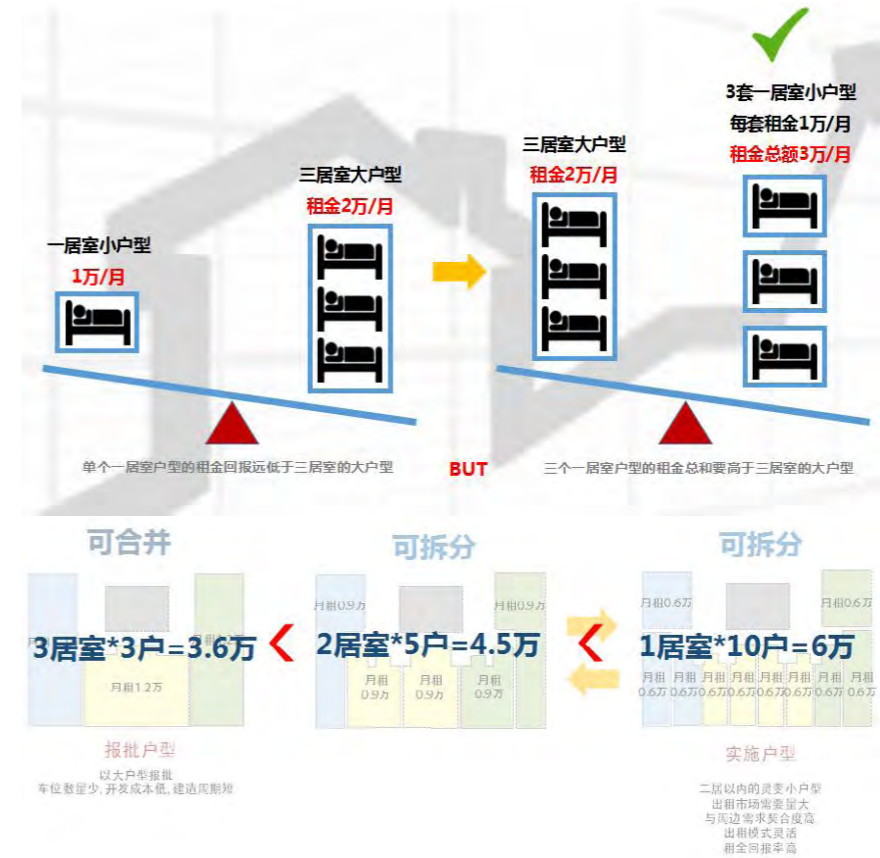 3套一居室小户型
每套租金1万/月
租金总额3万/月
三居室大户型
租金2万/月
三居室大户型
租金2万/月
一居室小户型
1万/月
单个一居室户型的租金回报远低于三居室的大户型
BUT
三个一居室户型的租金总和要高于三居室的大户型
可合并
3居室*3户=3.6万
月租1.2万
报批户型
以大户型报批
车位数量少,开发成本低,建造周期短
<
可拆分
月租0.9万
月租0.9万
2居室*5户=4.5万
月租
0.9万
月租
0.9万
月租
0.9万
<
可拆分
月租0.6万
月租0.6万
1居室*10户=6万
月租 月租 月租 月租 月租 月租 月租 月租
0.6万 0.6万 0.6万 0.6万 0.6万 0.6万 0.6万 0.6万
实施户型
二居以内的灵变小户型
出租市场需要量大
与周边需求契合度高
出租模式灵活
租金回报率高